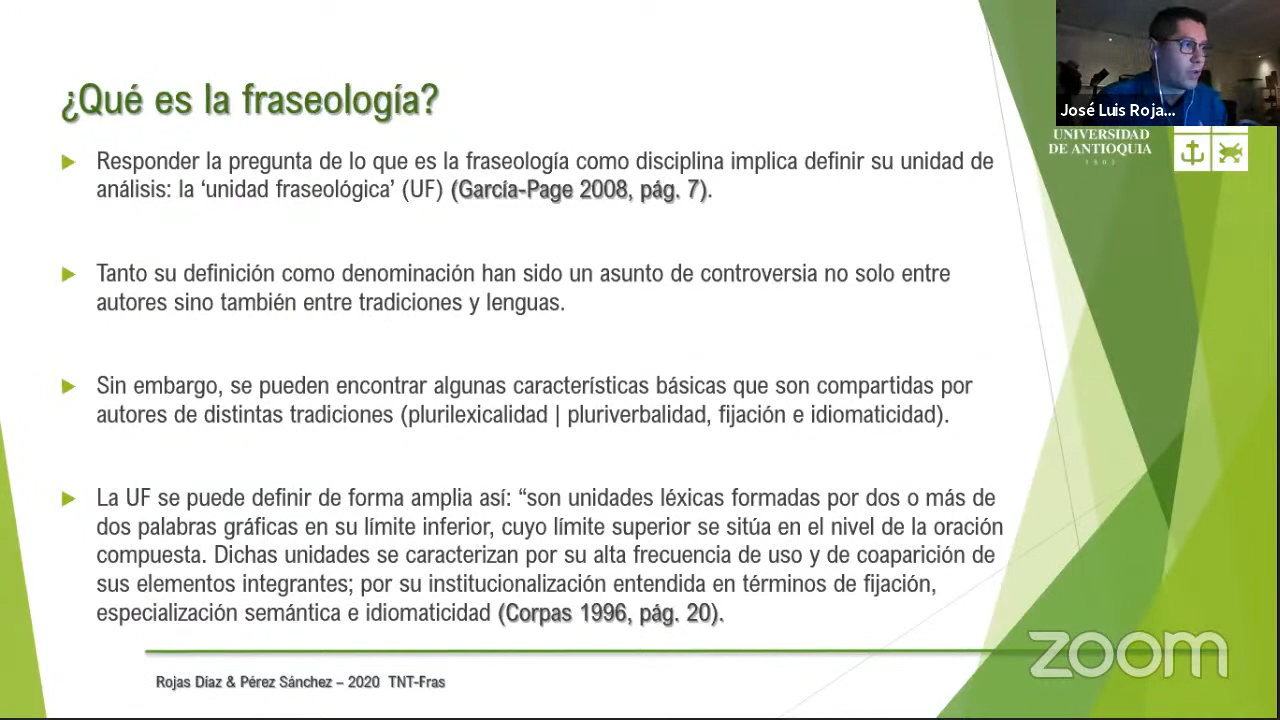 ¿Qué es la fraseología?
Responder la pregunta de lo que es la fraseología como disciplina implica definir su unidad de
análisis: la ‘unidad fraseológica’ (UF) (García-Page 2008, pág. 7).
Tanto su definición como denominación han sido un asunto de controversia no solo entre
autores sino también entre tradiciones y lenguas.
Sin embargo, se pueden encontrar algunas características básicas que son compartidas por
autores de distintas tradiciones (plurilexicalidad | pluriverbalidad, fijación e idiomaticidad).
La UF se puede definir de forma amplia así: “son unidades léxicas formadas por dos o más de
dos palabras gráficas en su límite inferior, cuyo límite superior se sitúa en el nivel de la oración
compuesta. Dichas unidades se caracterizan por su alta frecuencia de uso y de coaparición de
sus elementos integrantes; por su institucionalización entendida en términos de fijación,
especialización semántica e idiomaticidad (Corpas 1996, pág. 20).
Rojas Díaz & Pérez Sánchez – 2020 TNT-Fras
José Luis Roja...
UNIVERSIDAD
DE ANTIOQUIA
1803
zoom